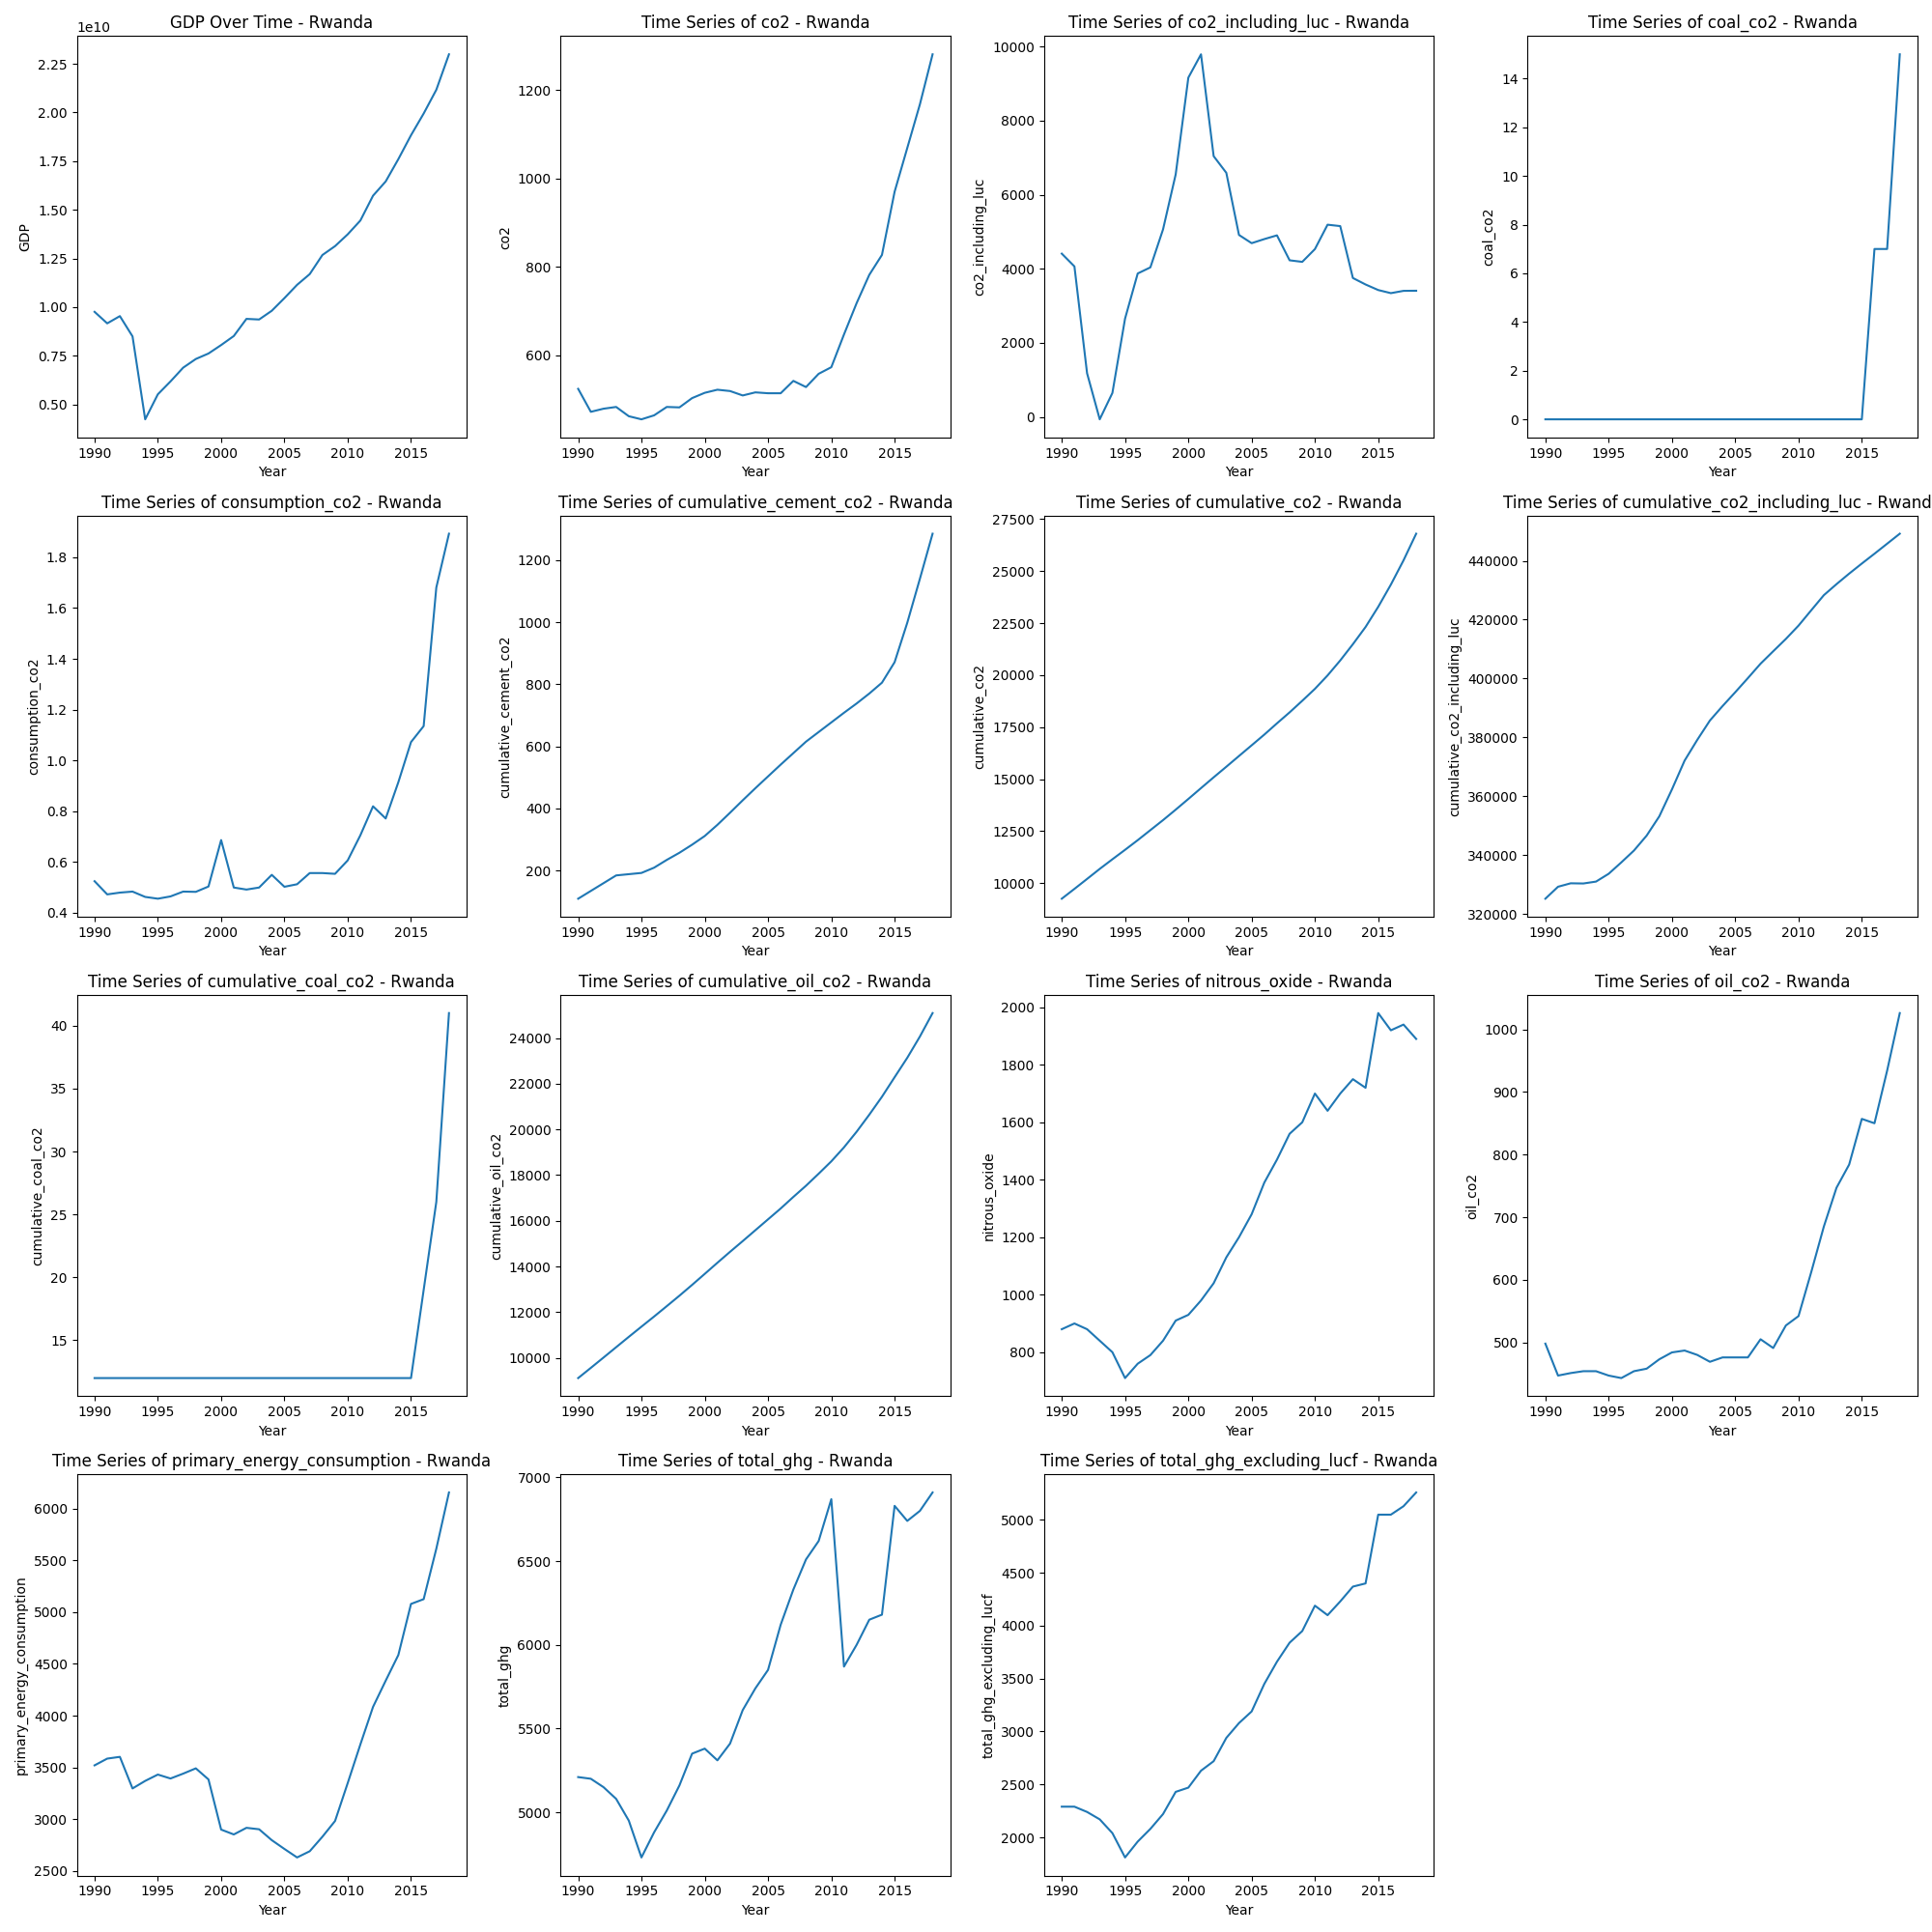 GDP Over Time - Rwanda
1e10
GDP
2.25
2.00
1.75
1.50
1.25
1.00
0.75
0.50
1990 1995 2000 2005 2010 2015
Year
Time Series of co2 - Rwanda
co2
1200
1000
800
600
1990 1995 2000 2005 2010 2015
Year
Time Series of co2_including_luc - Rwanda
co2_including_luc
10000
8000
6000
4000
2000
0
1990 1995 2000 2005 2010 2015
Year
Time Series of coal_co2 - Rwanda
coal_co2
14
12
10
8
6
4
2
0
1990 1995 2000 2005 2010 2015
Year
Time Series of consumption_co2 - Rwanda
consumption_co2
1.8
1.6
1.4
1.2
1.0
0.8
0.6
0.4
1990 1995 2000 2005 2010 2015
Year
Time Series of cumulative_cement_co2 - Rwanda
cumulative_cement_co2
1200
1000
800
600
400
200
1990 1995 2000 2005 2010 2015
Year
Time Series of cumulative_co2 - Rwanda
cumulative_co2
27500
25000
22500
20000
17500
15000
12500
10000
1990 1995 2000 2005 2010 2015
Year
Time Series of cumulative_co2_including_luc - Rwand
cumulative_co2_including_luc
440000
420000
400000
380000
360000
340000
320000
1990 1995 2000 2005 2010 2015
Year
Time Series of cumulative_coal_co2 - Rwanda
cumulative_coal_co2
40
35
30
25
20
15
1990 1995 2000 2005 2010 2015
Year
Time Series of cumulative_oil_co2 - Rwanda
cumulative_oil_co2
24000
22000
20000
18000
16000
14000
12000
10000
1990 1995 2000 2005 2010 2015
Year
Time Series of nitrous_oxide - Rwanda
nitrous_oxide
2000
1800
1600
1400
1200
1000
800
1990 1995 2000 2005 2010 2015
Year
Time Series of oil_co2 - Rwanda
oil_co2
1000
900
800
700
600
500
1990 1995 2000 2005 2010 2015
Year
Time Series of primary_energy_consumption - Rwanda
primary_energy_consumption
6000
5500
5000
4500
4000
3500
3000
2500
1990 1995 2000 2005 2010 2015
Year
Time Series of total_ghg - Rwanda
total_ghg
7000
6500
6000
5500
5000
1990 1995 2000 2005 2010 2015
Year
Time Series of total_ghg_excluding_lucf - Rwanda
total_ghg_excluding_lucf
5000
4500
4000
3500
3000
2500
2000
1990 1995 2000 2005 2010 2015
Year